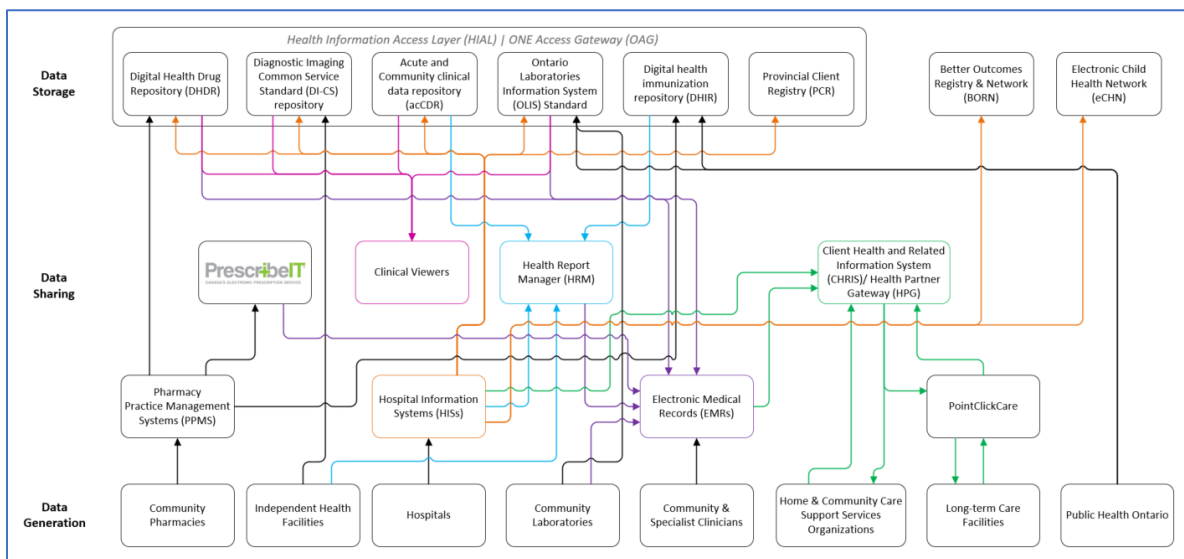 Health Information Access Layer (HIAL) | ONE Access Gateway (OAG)
Data
Storage
Digital Health Drug
Repository (DHDR)
Diagnostic Imaging
Common Service
Standard (DI-CS)
repository
Acute and
Community clinical
data repository
(acCDR)
Ontario
Laboratories
Information System
(OLIS) Standard
Digital health
immunization
repository (DHIR)
Provincial Client
Registry (PCR)
Better Outcomes
Registry & Network
(BORN)
Electronic Child
Health Network
(eCHN)
Data
Sharing
PrescribeIT
CANADA'S ELECTRONIC PRESCRIPTION SERVICE
Clinical Viewers
Health Report
Manager (HRM)
Client Health and Related
Information System
(CHRIS)/ Health Partner
Gateway (HPG)
Pharmacy
Practice Management
Systems (PPMS)
Hospital Information
Systems (HISs)
Electronic Medical
Records (EMRs)
PointClickCare
Data
Generation
Community
Pharmacies
Independent Health
Facilities
Hospitals
Community
Laboratories
Community &
Specialist Clinicians
Home & Community Care
Support Services
Organizations
Long-term Care
Facilities
Public Health Ontario